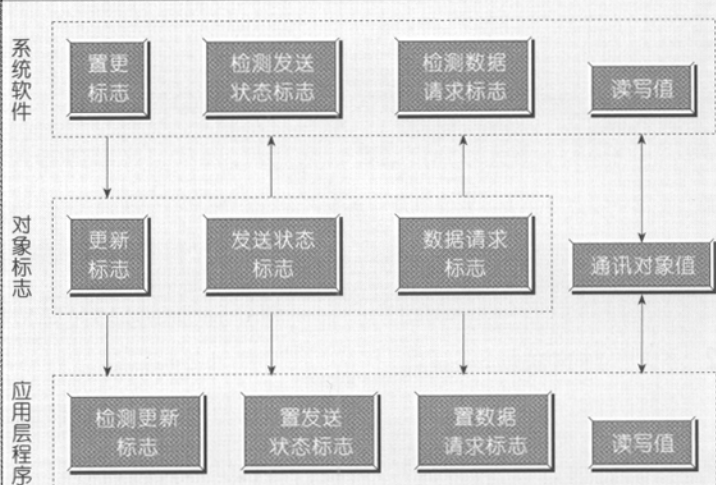 系统软件
置更
标志
检测发送
状态标志
检测数据
请求标志
读写值
对象标志
更新
标志
发送状态
标志
数据请求
标志
通讯对象值
应用层程序
检测更新
标志
置发送
状态标志
置数据
请求标志
读写值